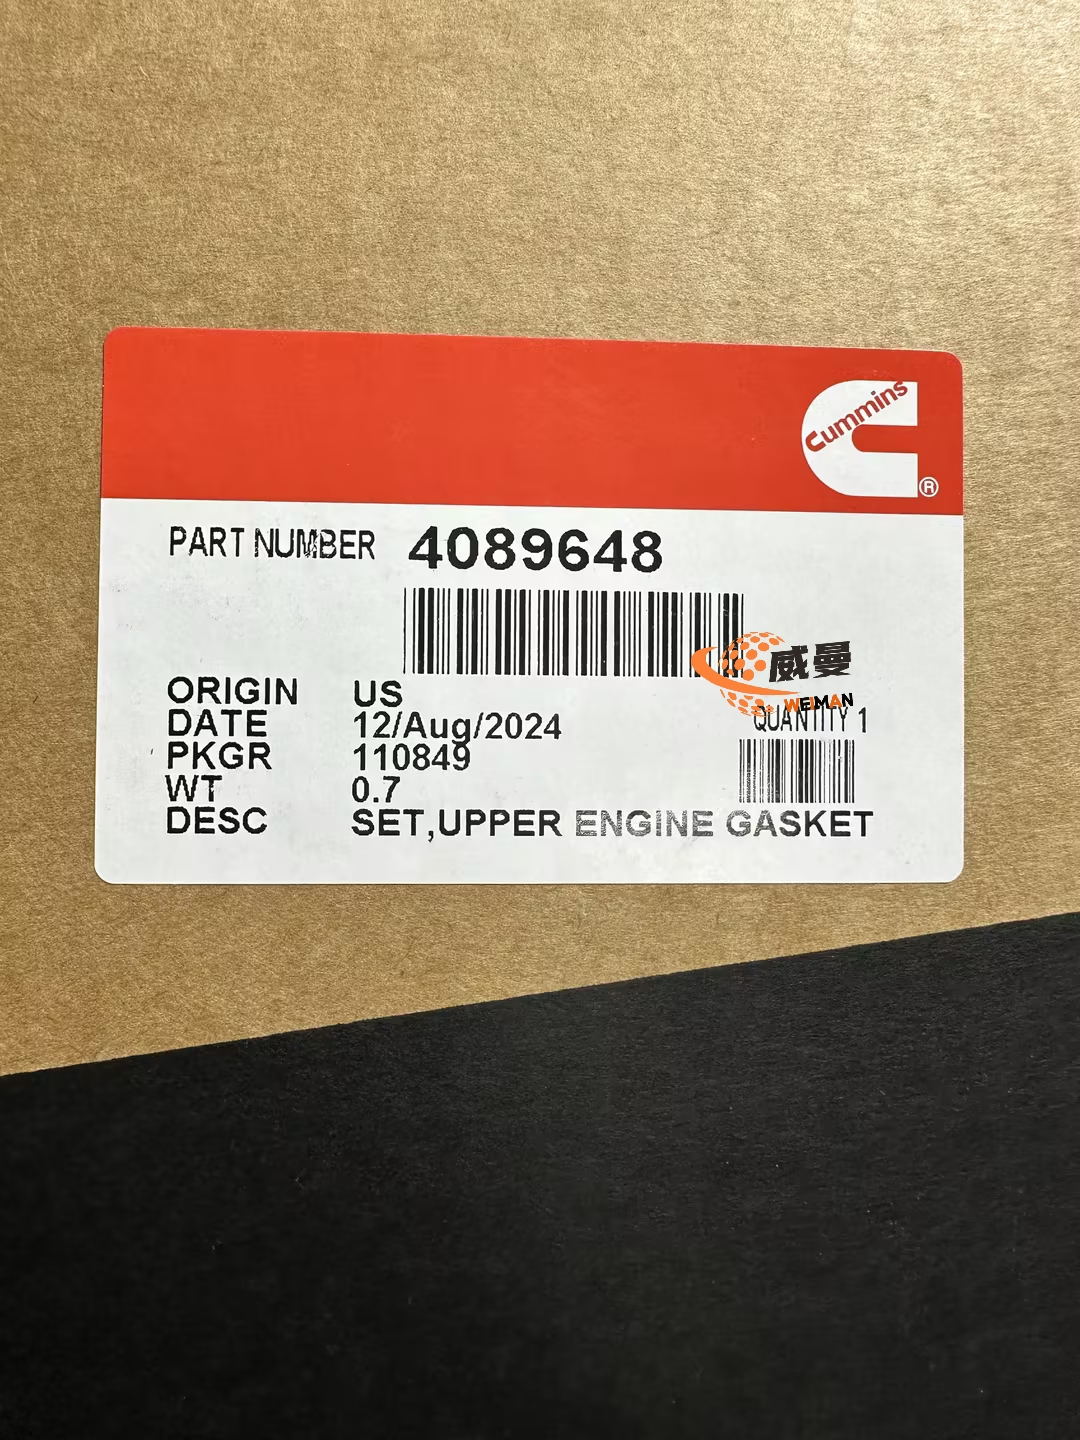 Cummins
®
PART NUMBER 4089648
威曼
WEIMAN
ORIGIN US
QUANTITY 1
DATE 12/Aug/2024
PKGR 110849
WT 0.7
DESC SET,UPPER ENGINE GASKET